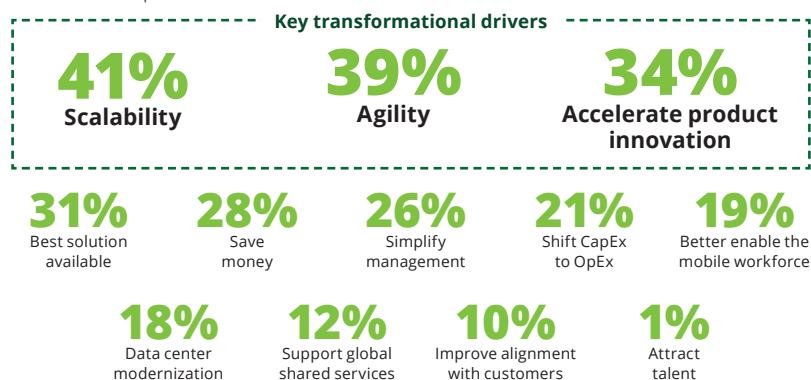 Key transformational drivers
41% 39% 34%
Scalability Agility Accelerate product
innovation
31% 28% 26% 21% 19%
Best solution Save Simplify Shift CapEx Better enable the
available money management to OpEx mobile workforce
18% 12% 10% 1%
Data center Support global Improve alignment Attract
modernization shared services with customers talent